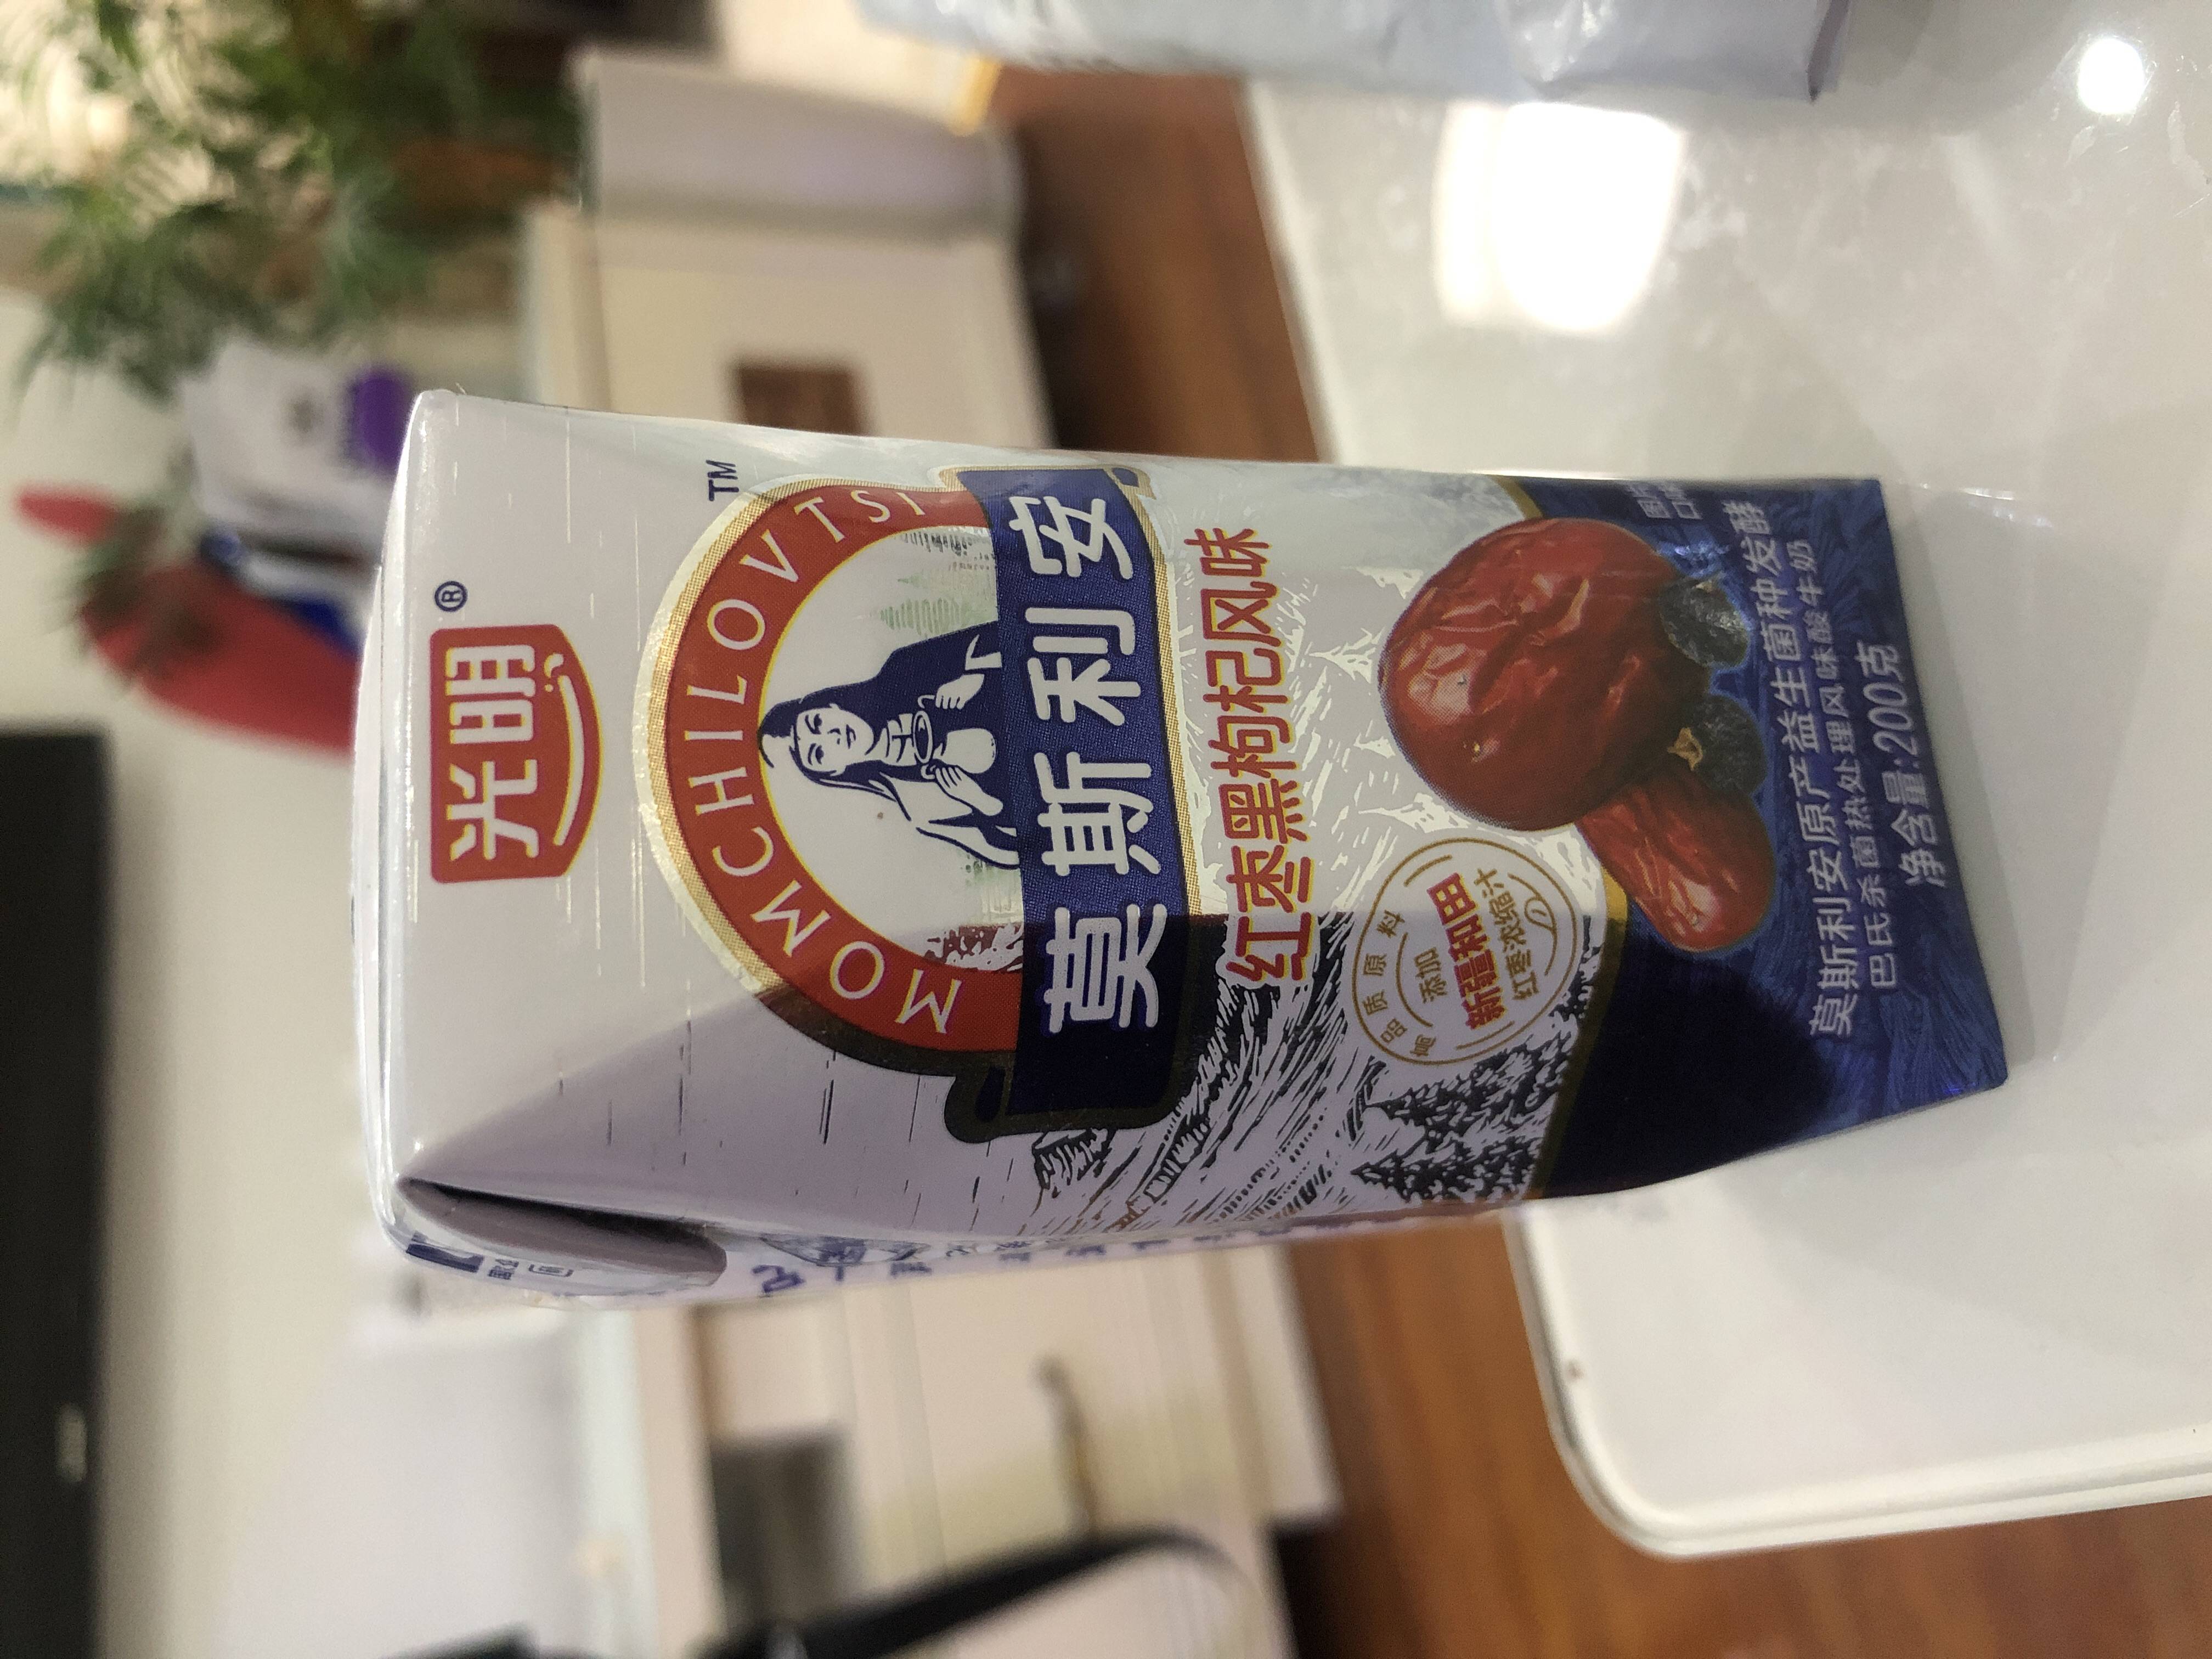 光明®
TM
MOMCHILOVTSI
莫斯利安
红枣黑枸杞风味
品质原料
添加
新疆和田
红枣浓缩汁
莫斯利安原产益生菌种发酵
巴氏杀菌热处理风味酸牛奶
净含量:200克